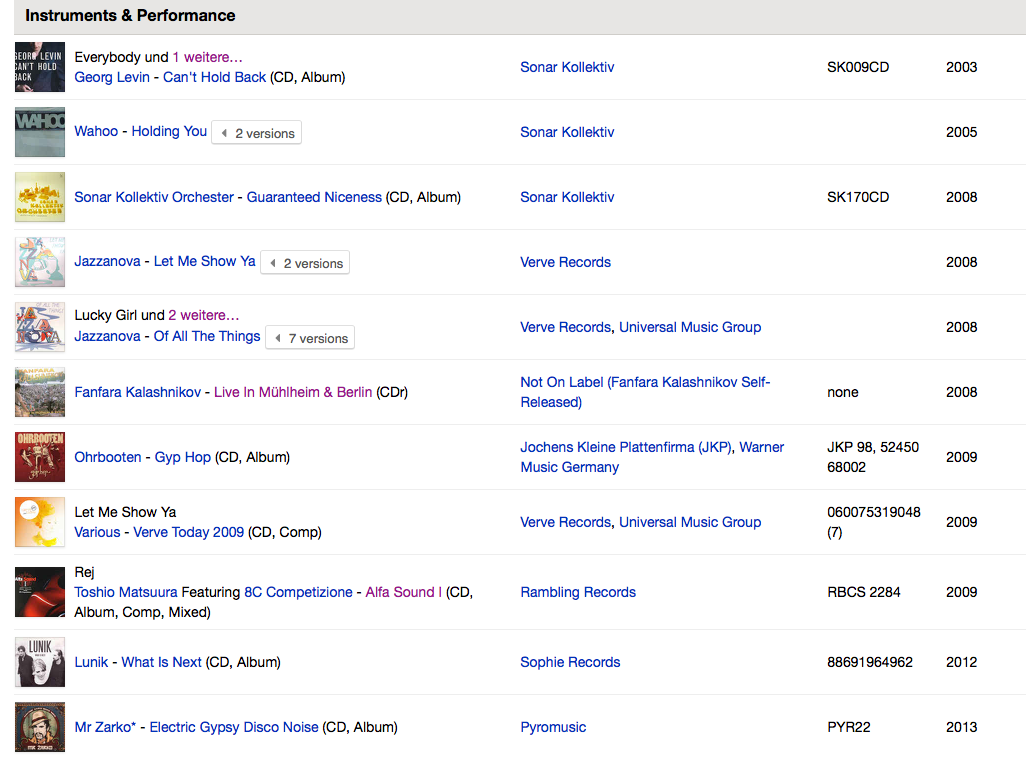 Instruments & Performance
GEORG LEVIN
CAN'T HOLD
BACK
Everybody und 1 weitere…
Georg Levin - Can't Hold Back (CD, Album)
Sonar Kollektiv
SK009CD
2003
WAHOO
Wahoo - Holding You
2 versions
Sonar Kollektiv
2005
Sonar Kollektiv Orchester - Guaranteed Niceness (CD, Album)
Sonar Kollektiv
SK170CD
2008
Jazzanova - Let Me Show Ya
2 versions
Verve Records
2008
OF ALL THE
THINGS
Lucky Girl und 2 weitere…
Jazzanova - Of All The Things
7 versions
Verve Records, Universal Music Group
2008
Fanfara Kalashnikov - Live In Mühlheim & Berlin (CDr)
Not On Label (Fanfara Kalashnikov Self-
Released)
none
2008
OHRBOOTEN
Ohrbooten - Gyp Hop (CD, Album)
Jochens Kleine Plattenfirma (JKP), Warner
Music Germany
JKP 98, 52450
68002
2009
Let Me Show Ya
Various - Verve Today 2009 (CD, Comp)
Verve Records, Universal Music Group
060075319048
(7)
2009
Alfa Sound
Rej
Toshio Matsuura Featuring 8C Competizione - Alfa Sound I (CD,
Album, Comp, Mixed)
Rambling Records
RBCS 2284
2009
LUNIK
Lunik - What Is Next (CD, Album)
Sophie Records
88691964962
2012
MR ZARKO
Mr Zarko* - Electric Gypsy Disco Noise (CD, Album)
Pyromusic
PYR22
2013